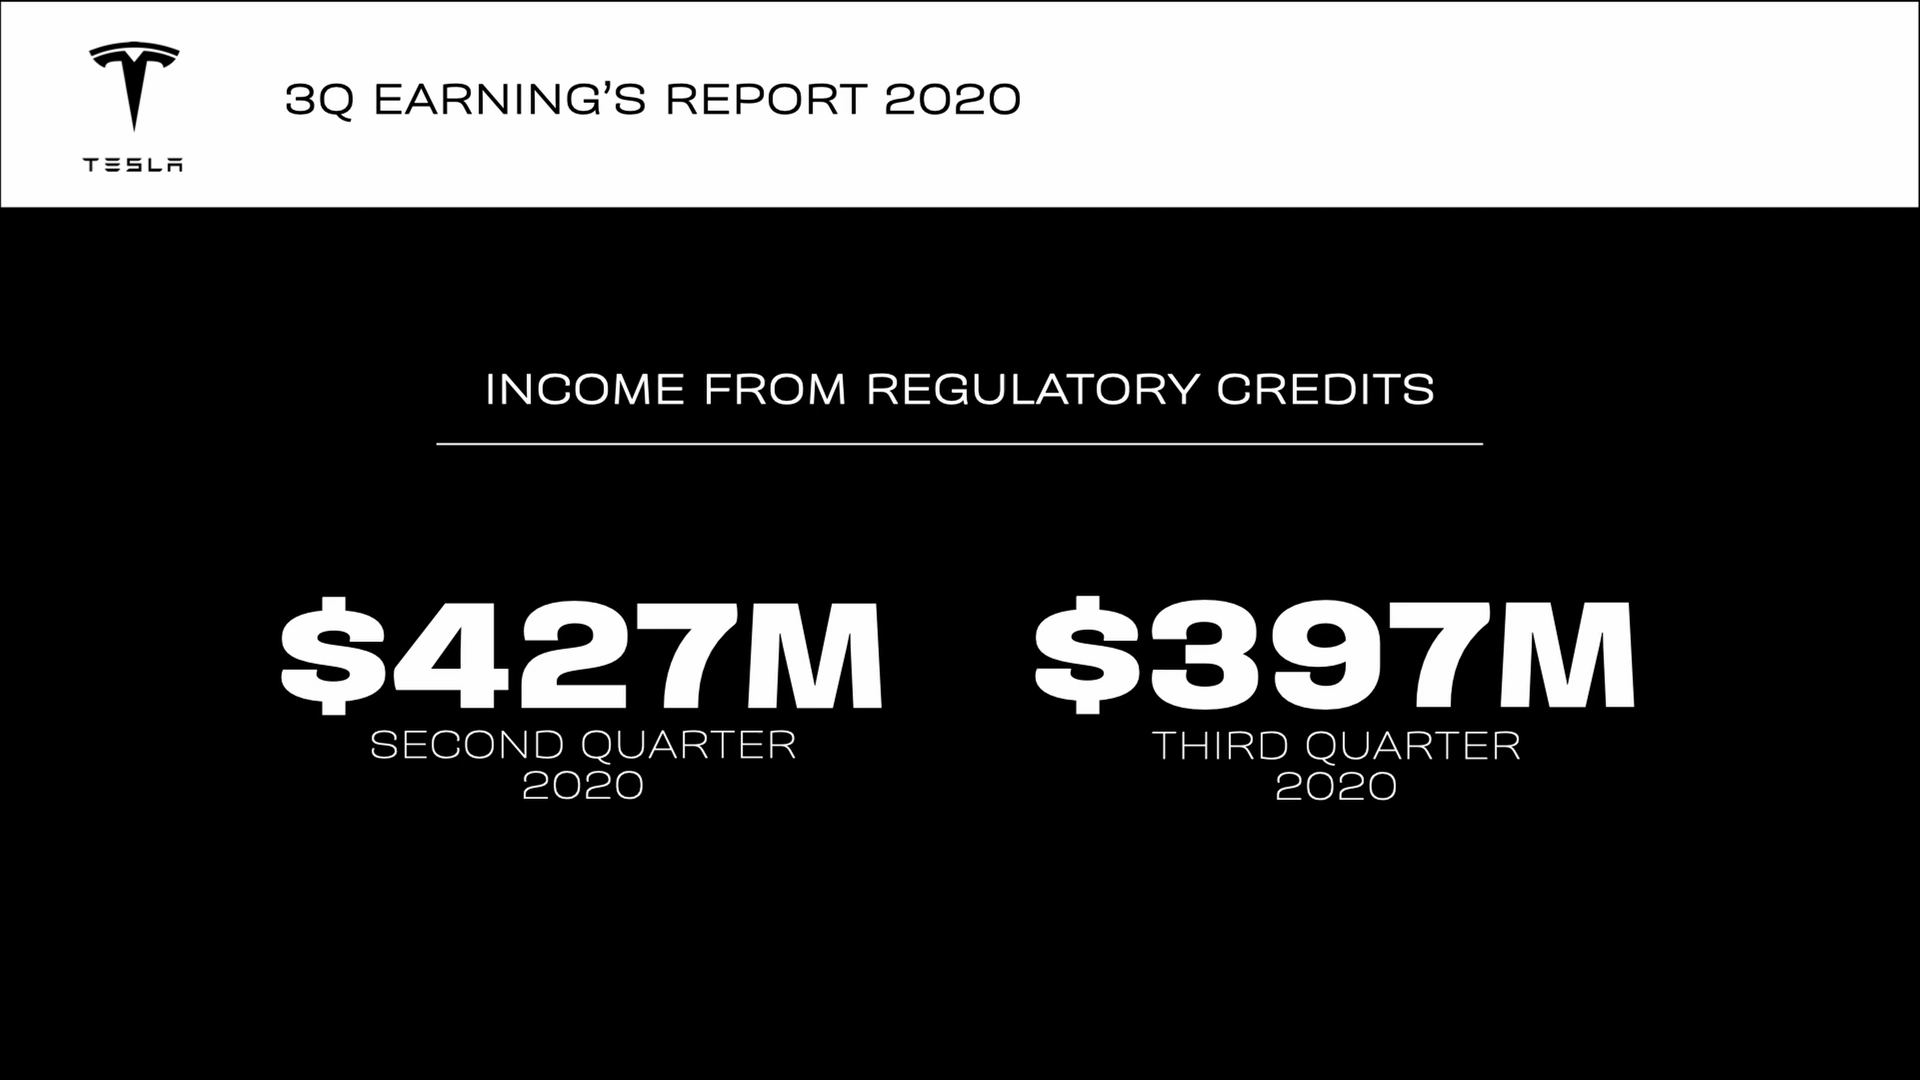 3Q EARNING’S REPORT 2020
TESLA
INCOME FROM REGULATORY CREDITS
$427M
SECOND QUARTER
2020
$397M
THIRD QUARTER
2020